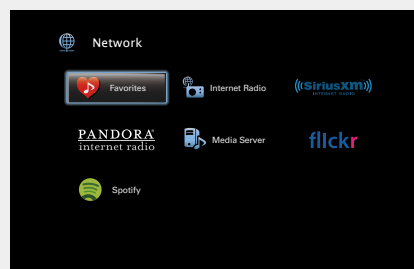 Network
Favorites
Internet Radio
((SiriusXM))
INTERNET RADIO
PANDORA
internet radio
Media Server
flickr
Spotify